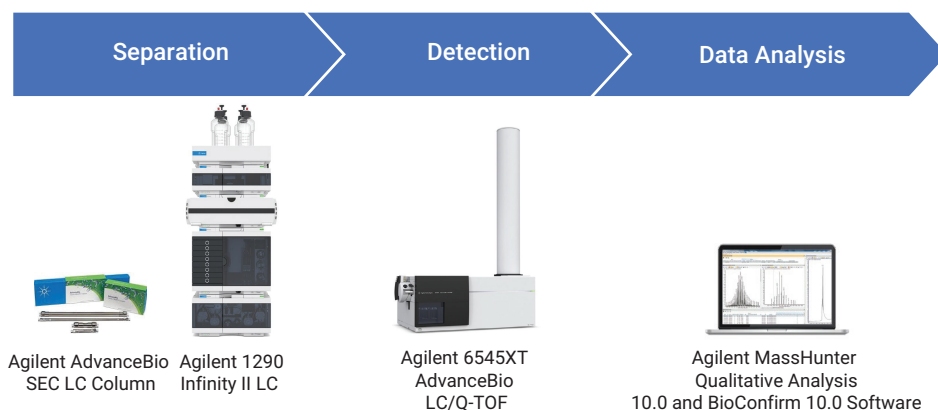 Separation
Detection
Data Analysis
Agilent AdvanceBio
SEC LC Column
Agilent 1290
Infinity II LC
Agilent 6545XT
AdvanceBio
LC/Q-TOF
Agilent MassHunter
Qualitative Analysis
10.0 and BioConfirm 10.0 Software